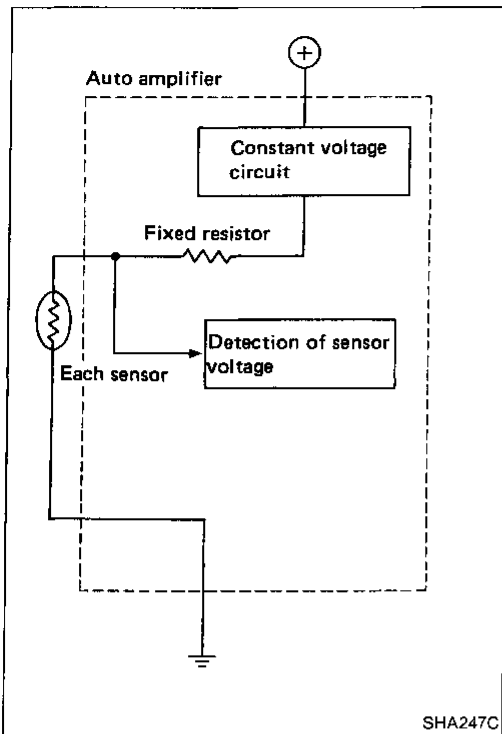 +
Auto amplifier
Constant voltage
circuit
Fixed resistor
Detection of sensor
voltage
Each sensor
SHA247C